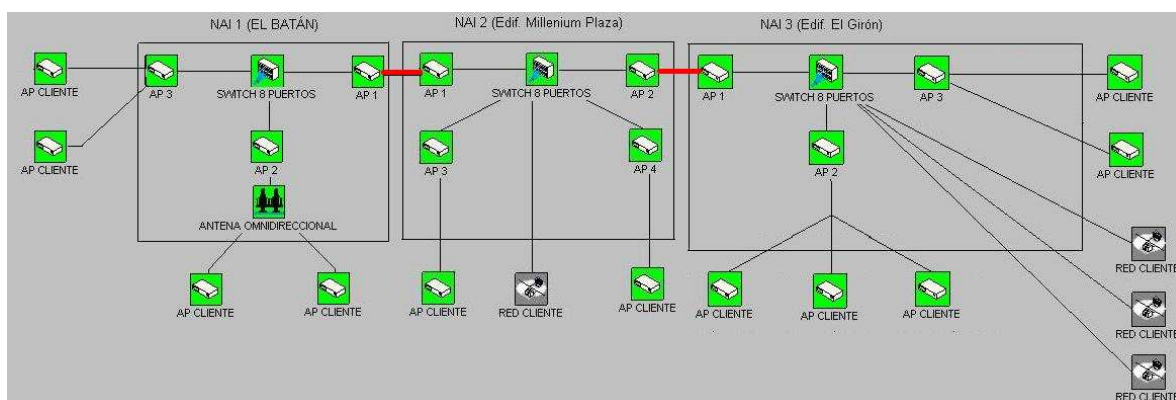 NAI 1 (EL BATÁN)
NAI 2 (Edif. Millenium Plaza)
NAI 3 (Edif. El Girón)
AP CLIENTE
AP 3
SWITCH 8 PUERTOS
AP 1
AP 1
SWITCH 8 PUERTOS
AP 2
AP 1
SWITCH 8 PUERTOS
AP 3
AP CLIENTE
AP CLIENTE
AP 2
AP 3
AP 4
AP 2
AP CLIENTE
ANTENA OMNIDIRECCIONAL
RED CLIENTE
AP CLIENTE
AP CLIENTE
AP CLIENTE
RED CLIENTE
AP CLIENTE
AP CLIENTE
AP CLIENTE
AP CLIENTE
RED CLIENTE
RED CLIENTE